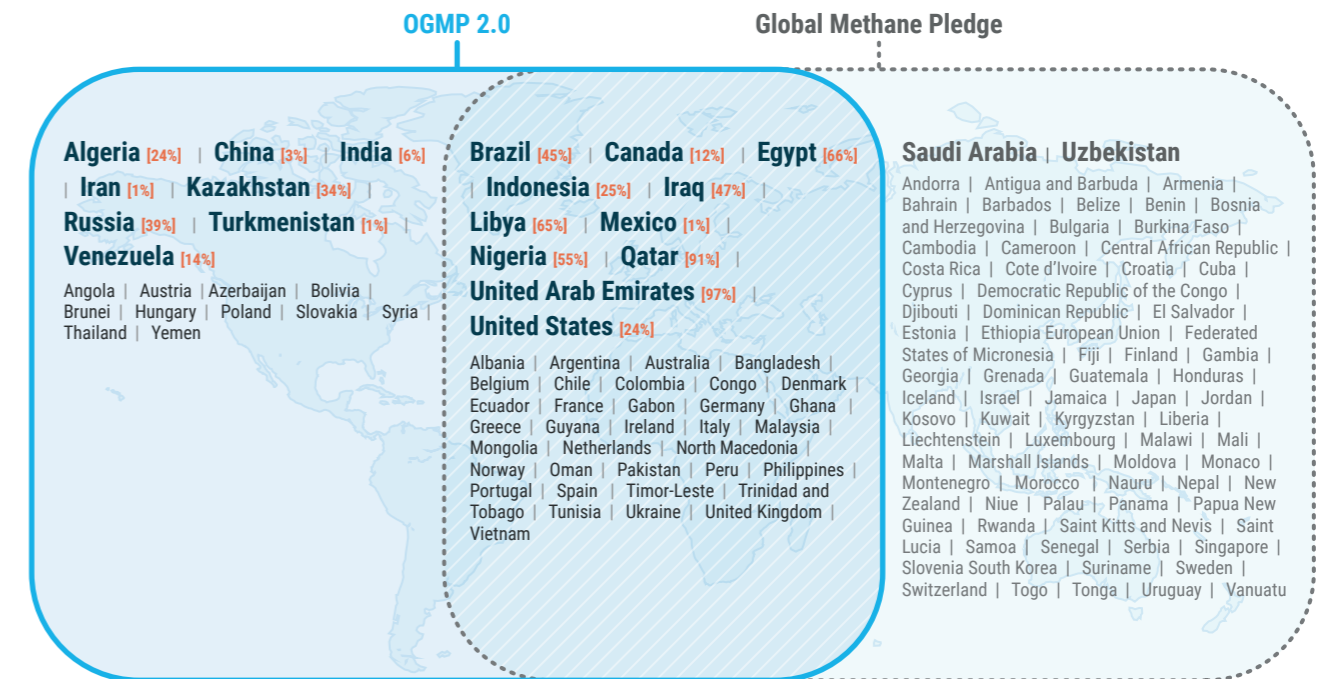 OGMP 2.0
Global Methane Pledge
Algeria [24%] | China [3%] | India [6%]
| Iran [1%] | Kazakhstan [34%] |
Russia [39%] | Turkmenistan [1%] |
Venezuela [14%]
Angola | Austria | Azerbaijan | Bolivia |
Brunei | Hungary | Poland | Slovakia | Syria |
Thailand | Yemen
Brazil [45%] | Canada [12%] | Egypt [66%]
| Indonesia [25%] | Iraq [47%] |
Libya [65%] | Mexico [1%] |
Nigeria [55%] | Qatar [91%] |
United Arab Emirates [97%] |
United States [24%]
Albania | Argentina | Australia | Bangladesh |
Belgium | Chile | Colombia | Congo | Denmark |
Ecuador | France | Gabon | Germany | Ghana |
Greece | Guyana | Ireland | Italy | Malaysia |
Mongolia | Netherlands | North Macedonia |
Norway | Oman | Pakistan | Peru | Philippines |
Portugal | Spain | Timor-Leste | Trinidad and
Tobago | Tunisia | Ukraine | United Kingdom |
Vietnam
Saudi Arabia | Uzbekistan
Andorra | Antigua and Barbuda | Armenia |
Bahrain | Barbados | Belize | Benin | Bosnia
and Herzegovina | Bulgaria | Burkina Faso |
Cambodia | Cameroon | Central African Republic |
Costa Rica | Cote d'Ivoire | Croatia | Cuba |
Cyprus | Democratic Republic of the Congo |
Djibouti | Dominican Republic | El Salvador |
Estonia | Ethiopia European Union | Federated
States of Micronesia | Fiji | Finland | Gambia |
Georgia | Grenada | Guatemala | Honduras |
Iceland | Israel | Jamaica | Japan | Jordan |
Kosovo | Kuwait | Kyrgyzstan | Liberia |
Liechtenstein | Luxembourg | Malawi | Mali |
Malta | Marshall Islands | Moldova | Monaco |
Montenegro | Morocco | Nauru | Nepal | New
Zealand | Niue | Palau | Panama | Papua New
Guinea | Rwanda | Saint Kitts and Nevis | Saint
Lucia | Samoa | Senegal | Serbia | Singapore |
Slovenia South Korea | Suriname | Sweden |
Switzerland | Togo | Tonga | Uruguay | Vanuatu